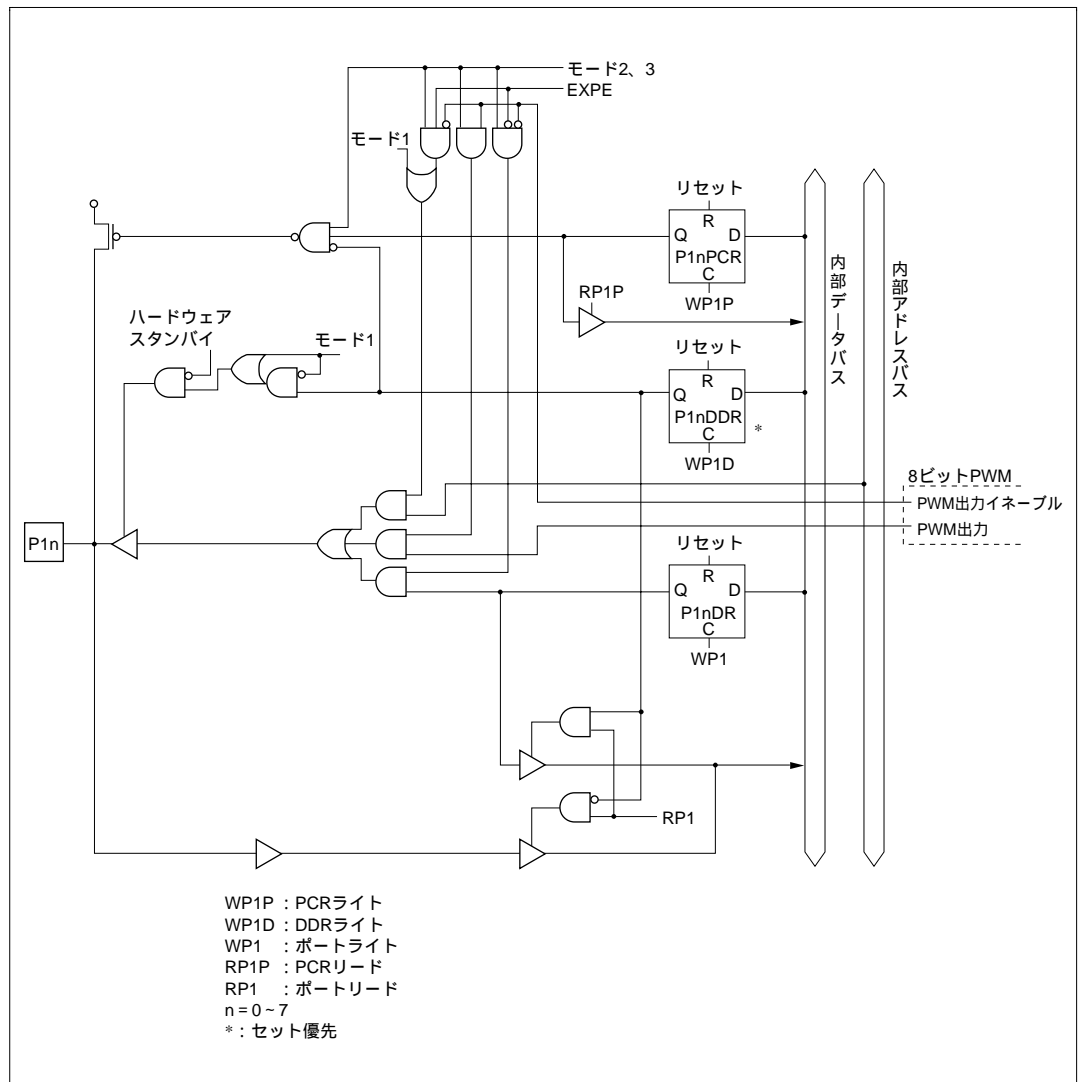 モード2、3
EXPE
モード1
リセット
R
Q
D
P1nPCR
C
WP1P
RP1P
ハードウェア
スタンバイ
モード1
リセット
R
Q
D
P1nDDR
C
*
WP1D
内部データバス
内部アドレスバス
8ビットPWM
PWM出力イネーブル
PWM出力
P1n
リセット
R
Q
D
P1nDR
C
WP1
RP1
WP1P :PCRライト
WP1D :DDRライト
WP1 :ポートライト
RP1P :PCRリード
RP1 :ポートリード
n = 0 ~ 7
*:セット優先